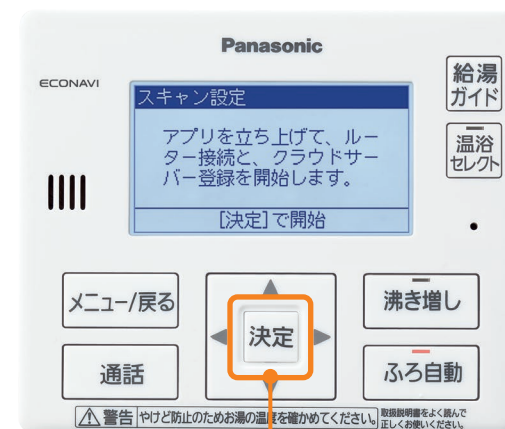 Panasonic
ECONAVI
給湯
ガイド
スキャン設定
アプリを立ち上げて、ルー
ター接続と、クラウドサー
バー登録を開始します。
[決定]で開始
温浴
セレクト
メニュー/戻る
決定
沸き増し
通話
ふろ自動
警告 やけど防止のためお湯の温度を確かめてください。
取扱説明書をよく読んで
正しくお使いください。